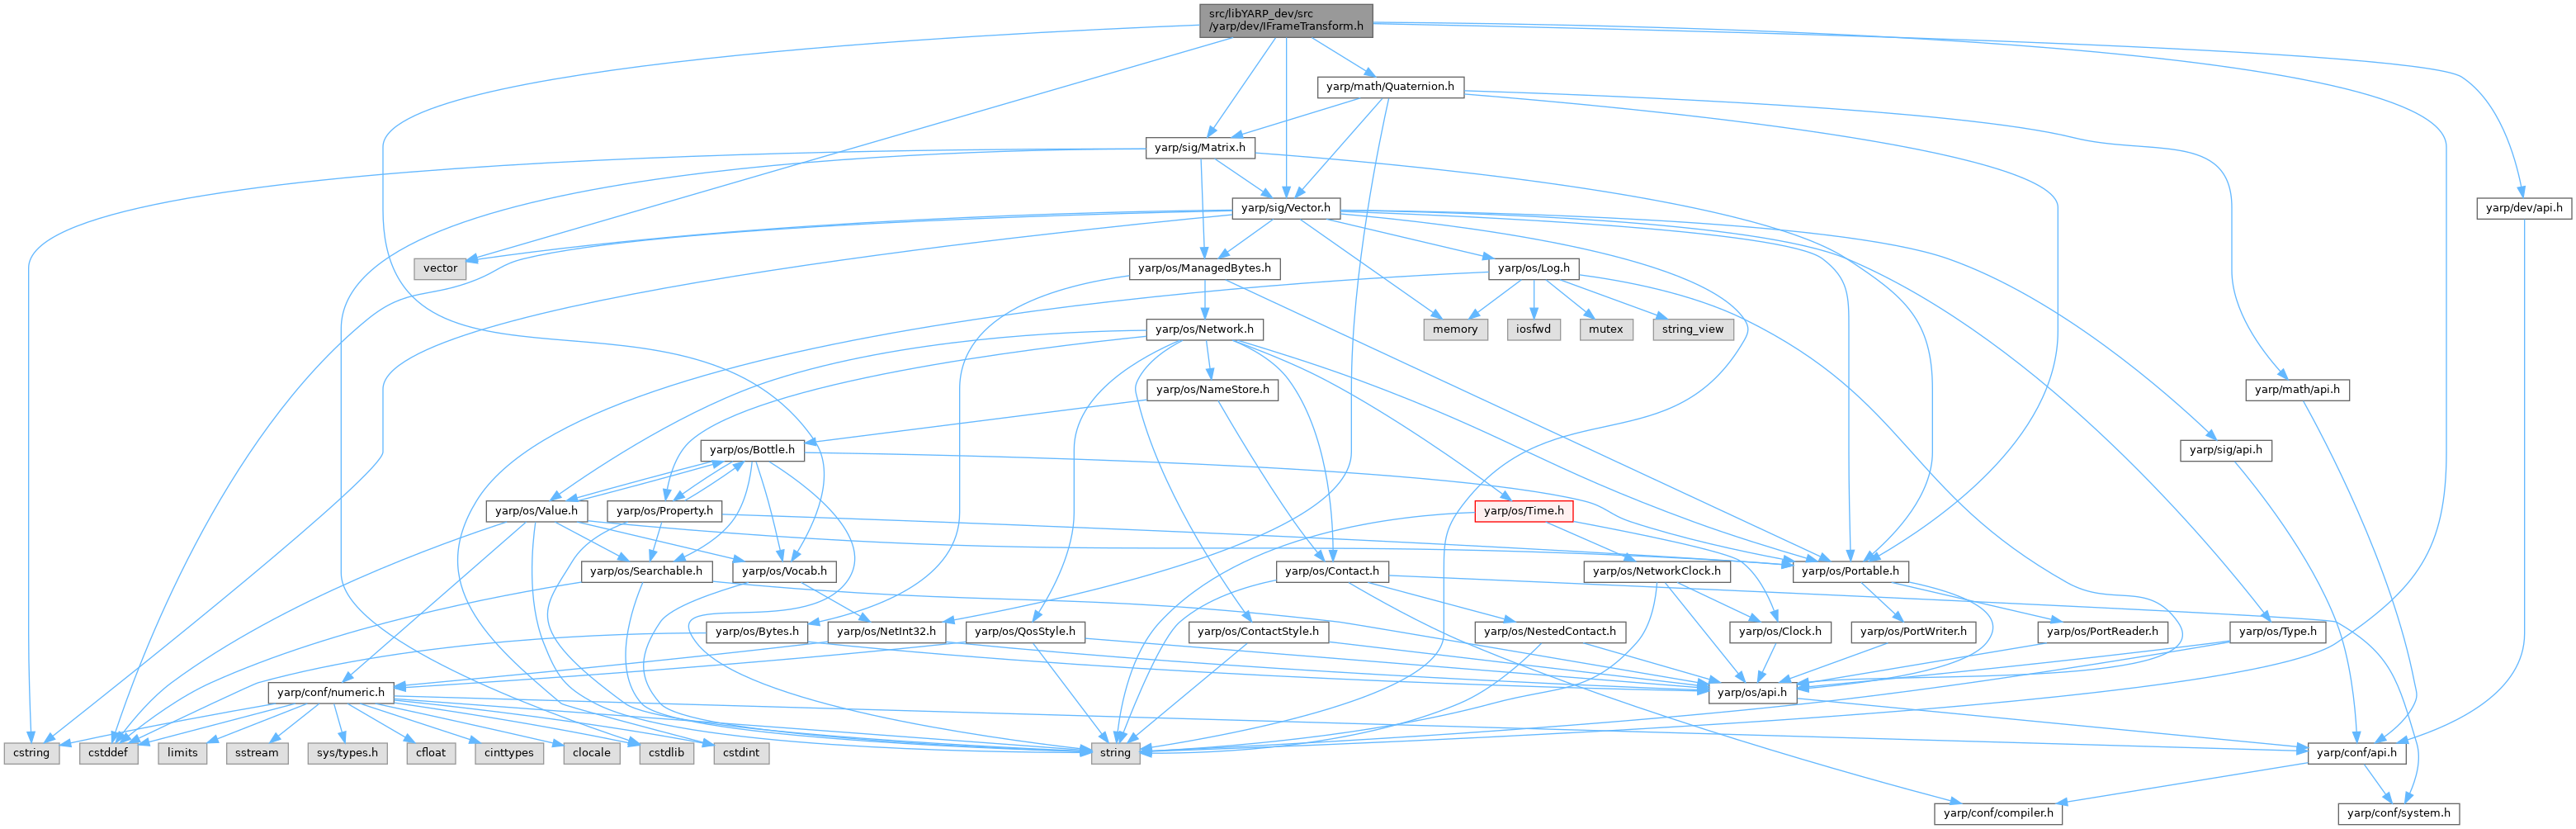 src/libYARP_dev/src
/yarp/dev/IFrameTransform.h
yarp/math/Quaternion.h
yarp/sig/Matrix.h
yarp/sig/Vector.h
yarp/dev/api.h
vector
yarp/os/ManagedBytes.h
yarp/os/Log.h
yarp/os/Network.h
memory
iosfwd
mutex
string_view
yarp/os/NameStore.h
yarp/math/api.h
yarp/os/Bottle.h
yarp/sig/api.h
yarp/os/Value.h
yarp/os/Property.h
yarp/os/Time.h
yarp/os/Searchable.h
yarp/os/Vocab.h
yarp/os/Contact.h
yarp/os/NetworkClock.h
yarp/os/Portable.h
yarp/os/Bytes.h
yarp/os/NetInt32.h
yarp/os/QosStyle.h
yarp/os/ContactStyle.h
yarp/os/NestedContact.h
yarp/os/Clock.h
yarp/os/PortWriter.h
yarp/os/PortReader.h
yarp/os/Type.h
yarp/conf/numeric.h
yarp/os/api.h
cstring
cstddef
limits
sstream
sys/types.h
cfloat
cinttypes
clocale
cstdlib
cstdint
string
yarp/conf/api.h
yarp/conf/compiler.h
yarp/conf/system.h